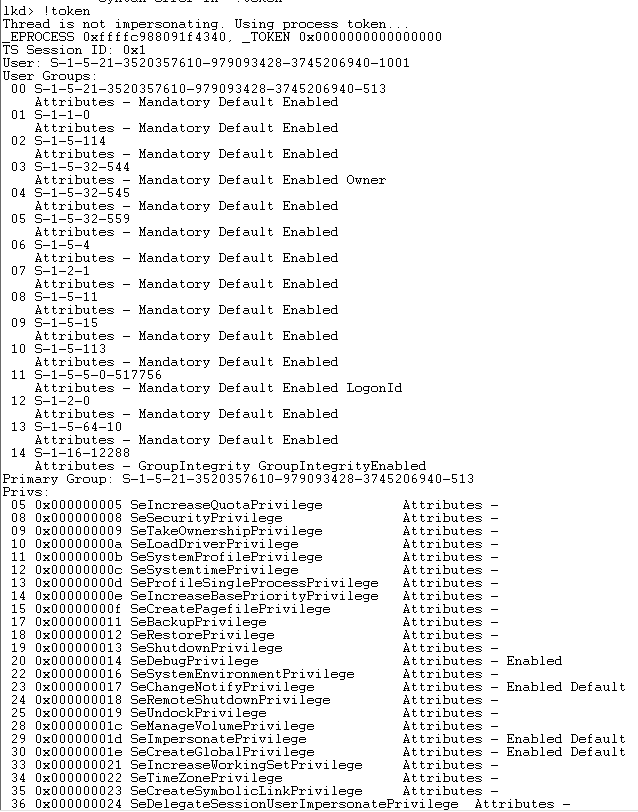 lkd> !token
Thread is not impersonating. Using process token...
_EPROCESS 0xffffc988091f4340, _TOKEN 0x0000000000000000
TS Session ID: 0x1
User: S-1-5-21-3520357610-979093428-3745206940-1001
User Groups:
00 S-1-5-21-3520357610-979093428-3745206940-513
Attributes - Mandatory Default Enabled
01 S-1-1-0
Attributes - Mandatory Default Enabled
02 S-1-5-114
Attributes - Mandatory Default Enabled
03 S-1-5-32-544
Attributes - Mandatory Default Enabled Owner
04 S-1-5-32-545
Attributes - Mandatory Default Enabled
05 S-1-5-32-559
Attributes - Mandatory Default Enabled
06 S-1-5-4
Attributes - Mandatory Default Enabled
07 S-1-2-1
Attributes - Mandatory Default Enabled
08 S-1-5-11
Attributes - Mandatory Default Enabled
09 S-1-5-15
Attributes - Mandatory Default Enabled
10 S-1-5-113
Attributes - Mandatory Default Enabled
11 S-1-5-5-0-517756
Attributes - Mandatory Default Enabled LogonId
12 S-1-2-0
Attributes - Mandatory Default Enabled
13 S-1-5-64-10
Attributes - Mandatory Default Enabled
14 S-1-16-12288
Attributes - GroupIntegrity GroupIntegrityEnabled
Primary Group: S-1-5-21-3520357610-979093428-3745206940-513
Privs:
05 0x000000005 SeIncreaseQuotaPrivilege Attributes -
08 0x000000008 SeSecurityPrivilege Attributes -
09 0x000000009 SeTakeOwnershipPrivilege Attributes -
10 0x00000000a SeLoadDriverPrivilege Attributes -
11 0x00000000b SeSystemProfilePrivilege Attributes -
12 0x00000000c SeSystemtimePrivilege Attributes -
13 0x00000000d SeProfileSingleProcessPrivilege Attributes -
14 0x00000000e SeIncreaseBasePriorityPrivilege Attributes -
15 0x00000000f SeCreatePagefilePrivilege Attributes -
17 0x000000011 SeBackupPrivilege Attributes -
18 0x000000012 SeRestorePrivilege Attributes -
19 0x000000013 SeShutdownPrivilege Attributes -
20 0x000000014 SeDebugPrivilege Attributes - Enabled
22 0x000000016 SeSystemEnvironmentPrivilege Attributes -
23 0x000000017 SeChangeNotifyPrivilege Attributes - Enabled Default
24 0x000000018 SeRemoteShutdownPrivilege Attributes -
25 0x000000019 SeUndockPrivilege Attributes -
28 0x00000001c SeManageVolumePrivilege Attributes -
29 0x00000001d SeImpersonatePrivilege Attributes - Enabled Default
30 0x00000001e SeCreateGlobalPrivilege Attributes - Enabled Default
33 0x000000021 SeIncreaseWorkingSetPrivilege Attributes -
34 0x000000022 SeTimeZonePrivilege Attributes -
35 0x000000023 SeCreateSymbolicLinkPrivilege Attributes -
36 0x000000024 SeDelegateSessionUserImpersonatePrivilege Attributes -